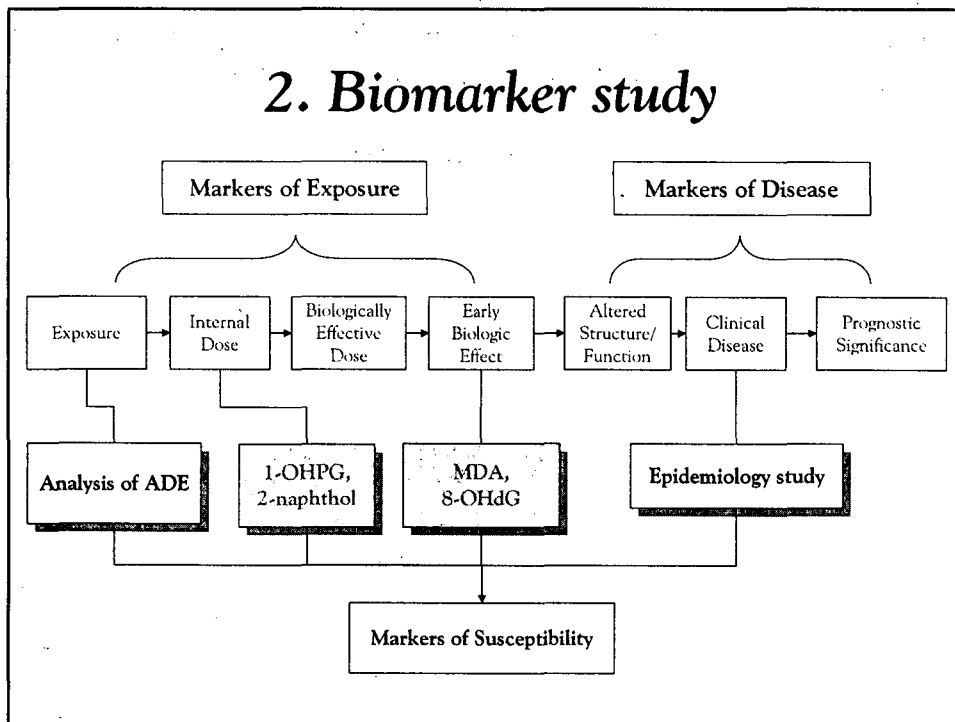 2. Biomarker study
Markers of Exposure
Markers of Disease
Exposure
Internal
Dose
Biologically
Effective
Dose
Early
Biologic
Effect
Altered
Structure/
Function
Clinical
Disease
Prognostic
Significance
Analysis of ADE
1-OHPG,
2-naphthol
MDA,
8-OHdG
Epidemiology study
Markers of Susceptibility